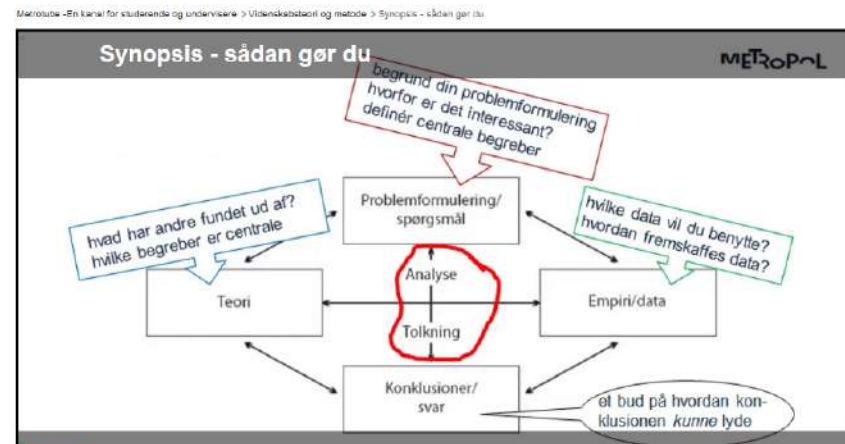 Metrotube -En kanal for studerende og undervisere > Videnskabsteori og metode > Synopsis - sådan gør du
Synopsis - sådan gør du
METROPOL
begrund din problemformulering
hvorfor er det interessant?
definér centrale begreber
Problemformulering/
spørgsmål
hvad har andre fundet ud af?
hvilke begreber er centrale
hvilke data vil du benytte?
hvordan fremskaffes data?
Analyse
Teori
Empiri/data
Tolkning
Konklusioner/
svar
et bud på hvordan kon-
klusionen kunne lyde